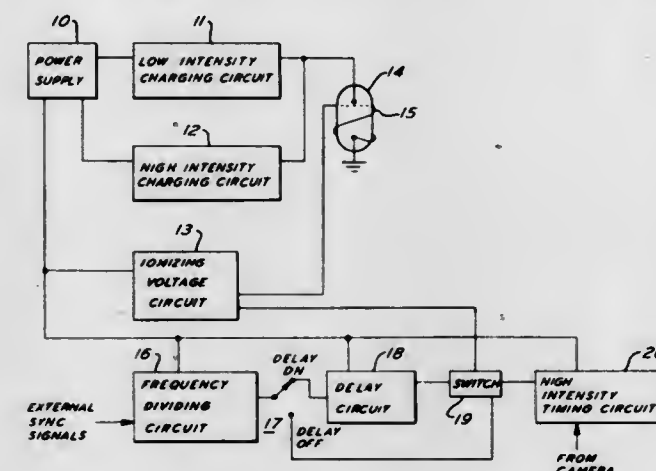 10
11
POWER
SUPPLY
LOW INTENSITY
CHARGING CIRCUIT
14
15
12
HIGH INTENSITY
CHARGING CIRCUIT
13
IONIZING
VOLTAGE
CIRCUIT
16
FREQUENCY
DIVIDING
CIRCUIT
EXTERNAL
SYNC
SIGNALS
DELAY
ON
17
DELAY
OFF
18
DELAY
CIRCUIT
SWITCH
19
20
HIGH
INTENSITY
TIMING CIRCUIT
FROM
CAMERA